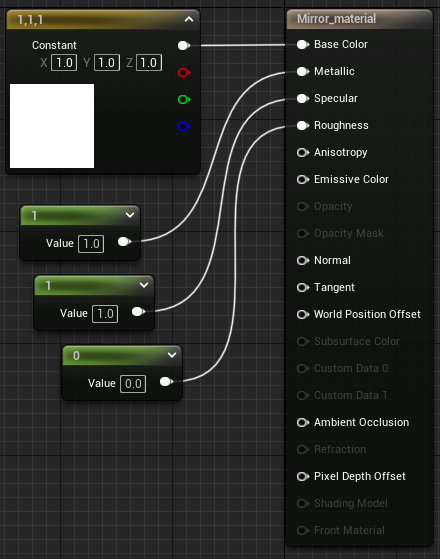 1,1,1
Constant
X 1.0 Y 1.0 Z 1.0
1
Value 1.0
1
Value 1.0
0
Value 0.0
Mirror_material
Base Color
Metallic
Specular
Roughness
Anisotropy
Emissive Color
Opacity
Opacity Mask
Normal
Tangent
World Position Offset
Subsurface Color
Custom Data 0
Custom Data 1
Ambient Occlusion
Refraction
Pixel Depth Offset
Shading Model
Front Material